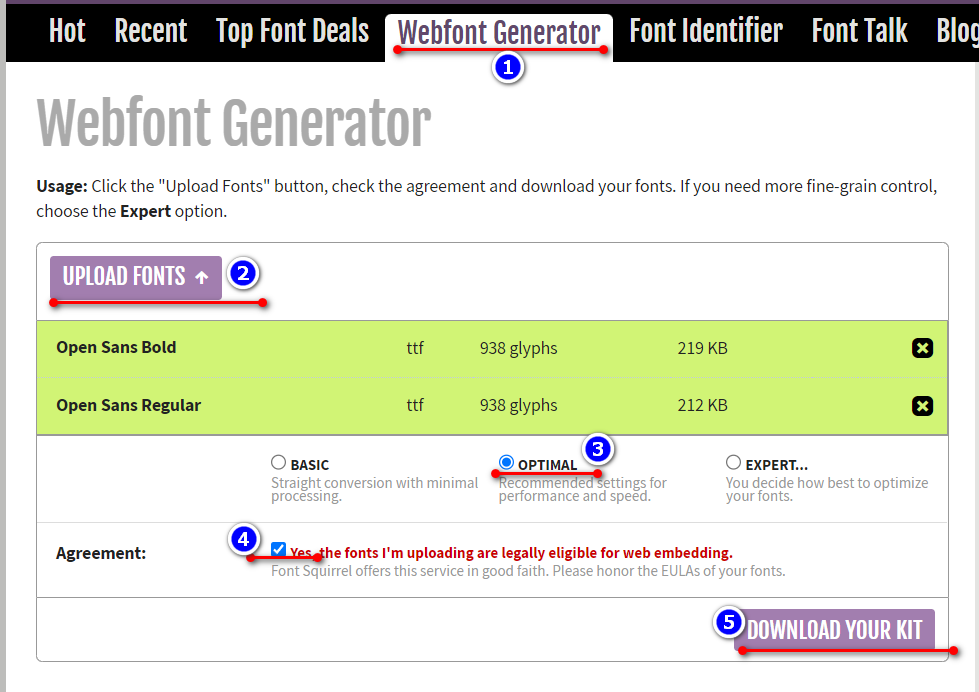 Hot Recent Top Font Deals Webfont Generator Font Identifier Font Talk Blog
1
Webfont Generator
Usage: Click the "Upload Fonts" button, check the agreement and download your fonts. If you need more fine-grain control,
choose the Expert option.
UPLOAD FONTS 2
Open Sans Bold ttf 938 glyphs 219 KB
Open Sans Regular ttf 938 glyphs 212 KB
3
BASIC OPTIMAL EXPERT...
Straight conversion with minimal Recommended settings for You decide how best to optimize
processing. performance and speed. your fonts.
4
Agreement: Yes, the fonts I'm uploading are legally eligible for web embedding.
Font Squirrel offers this service in good faith. Please honor the EULAs of your fonts.
5 DOWNLOAD YOUR KIT